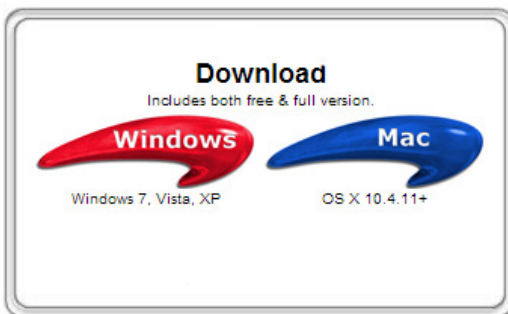 Download
Includes both free & full version.
Windows Mac
Windows 7, Vista, XP OS X 10.4.11+